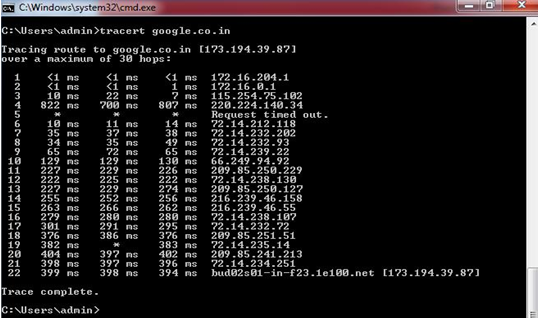 C:\Windows\system32\cmd.exe
C:\Users\admin>tracert google.co.in
Tracing route to google.co.in [173.194.39.87]
over a maximum of 30 hops:
1 <1 ms <1 ms <1 ms 172.16.204.1
2 <1 ms <1 ms 1 ms 172.16.0.1
3 10 ms 22 ms 7 ms 115.254.75.102
4 822 ms 700 ms 807 ms 220.224.140.34
5 * * * Request timed out.
6 10 ms 11 ms 14 ms 72.14.212.118
7 35 ms 37 ms 38 ms 72.14.232.202
8 34 ms 35 ms 49 ms 72.14.232.93
9 65 ms 72 ms 65 ms 72.14.239.22
10 129 ms 129 ms 130 ms 66.249.94.92
11 227 ms 229 ms 226 ms 209.85.250.229
12 222 ms 225 ms 222 ms 72.14.238.130
13 227 ms 229 ms 274 ms 209.85.250.127
14 255 ms 252 ms 256 ms 216.239.46.158
15 263 ms 266 ms 262 ms 216.239.46.55
16 279 ms 280 ms 280 ms 72.14.238.107
17 301 ms 291 ms 295 ms 72.14.232.72
18 376 ms 386 ms 376 ms 209.85.251.51
19 382 ms * 383 ms 72.14.235.14
20 404 ms 397 ms 402 ms 209.85.241.213
21 398 ms 397 ms 396 ms 72.14.234.251
22 399 ms 398 ms 394 ms bud02s01-in-f23.1e100.net [173.194.39.87]
Trace complete.
C:\Users\admin>